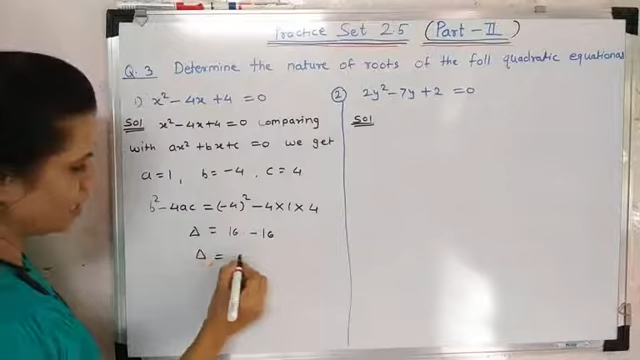 Practice Set 2.5 (Part - II)
Q. 3 Determine the nature of roots of the foll quadratic equations
1) x² - 4x + 4 = 0
Sol x² - 4x + 4 = 0 comparing
with ax² + bx + c = 0 we get
a = 1, b = -4, c = 4
b² - 4ac = (-4)² - 4 × 1 × 4
Δ = 16 - 16
Δ =
② 2y² - 7y + 2 = 0
Sol